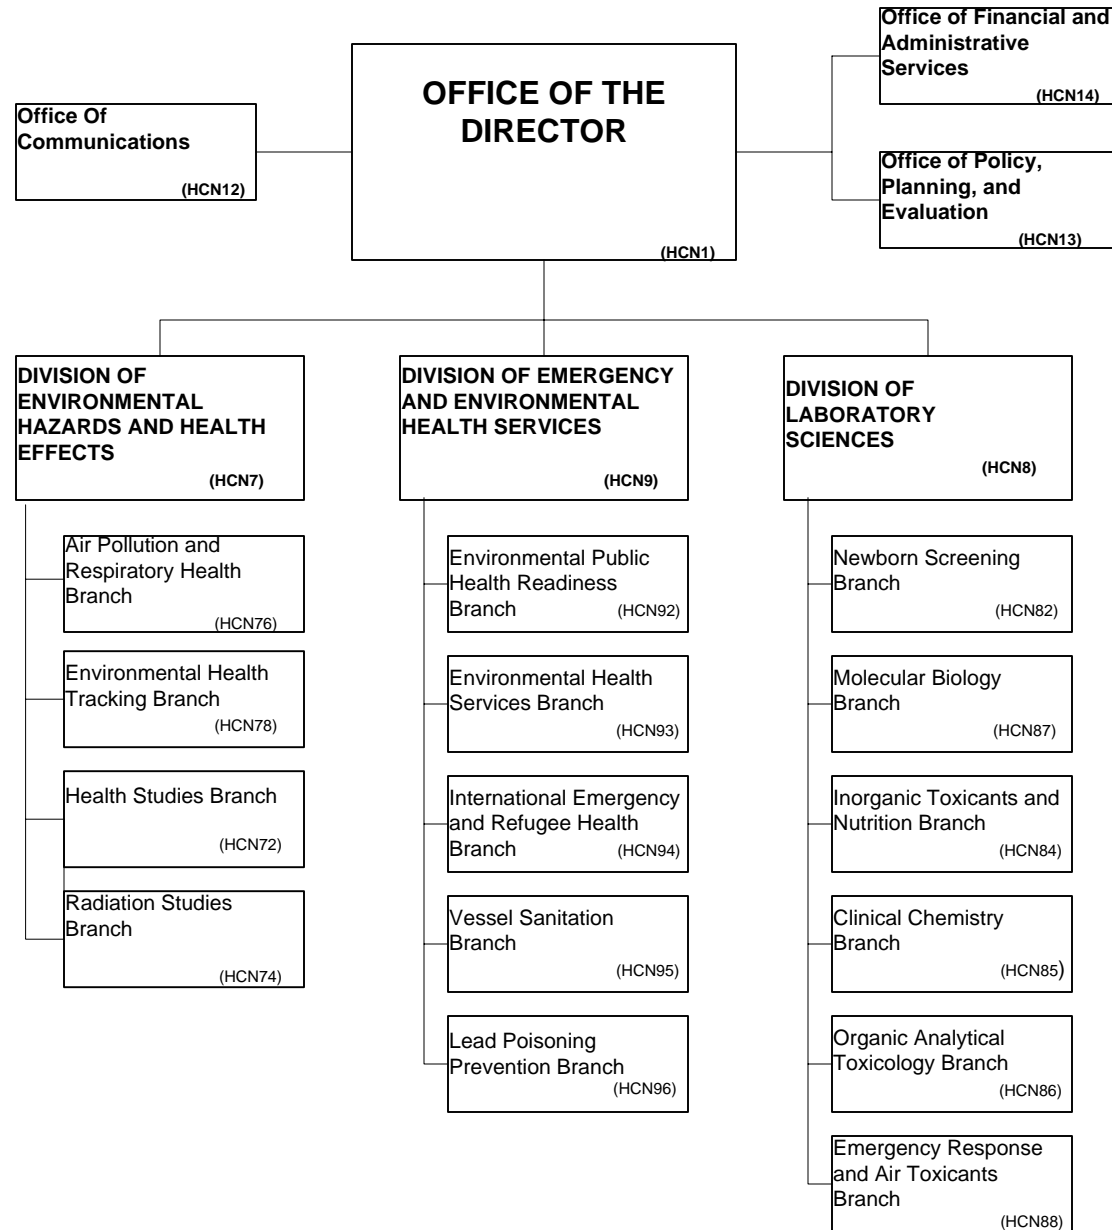 Office of Financial and
Administrative
Services
(HCN14)
OFFICE OF THE
DIRECTOR
(HCN1)
Office Of
Communications
(HCN12)
Office of Policy,
Planning, and
Evaluation
(HCN13)
DIVISION OF
ENVIRONMENTAL
HAZARDS AND HEALTH
EFFECTS
(HCN7)
Air Pollution and
Respiratory Health
Branch
(HCN76)
Environmental Health
Tracking Branch
(HCN78)
Health Studies Branch
(HCN72)
Radiation Studies
Branch
(HCN74)
DIVISION OF EMERGENCY
AND ENVIRONMENTAL
HEALTH SERVICES
(HCN9)
Environmental Public
Health Readiness
Branch (HCN92)
Environmental Health
Services Branch
(HCN93)
International Emergency
and Refugee Health
Branch (HCN94)
Vessel Sanitation
Branch
(HCN95)
Lead Poisoning
Prevention Branch
(HCN96)
DIVISION OF
LABORATORY
SCIENCES
(HCN8)
Newborn Screening
Branch
(HCN82)
Molecular Biology
Branch
(HCN87)
Inorganic Toxicants and
Nutrition Branch
(HCN84)
Clinical Chemistry
Branch
(HCN85)
Organic Analytical
Toxicology Branch
(HCN86)
Emergency Response
and Air Toxicants
Branch
(HCN88)